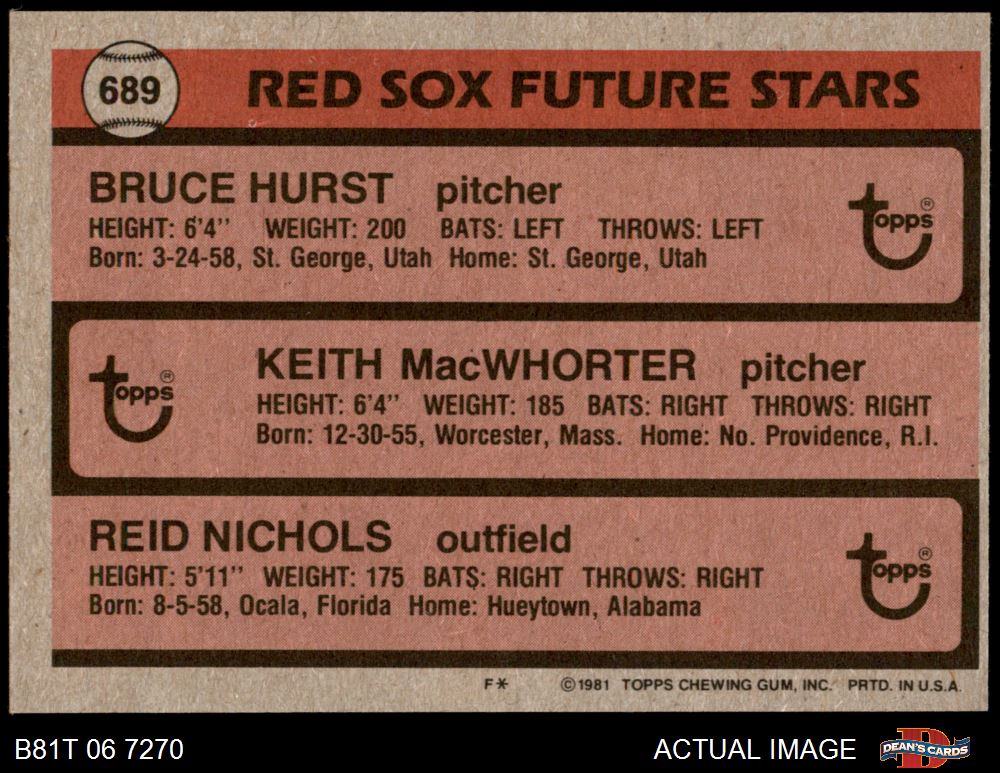 689
RED SOX FUTURE STARS
BRUCE HURST pitcher
HEIGHT: 6'4" WEIGHT: 200 BATS: LEFT THROWS: LEFT
Born: 3-24-58, St. George, Utah Home: St. George, Utah
topps®
KEITH MacWHORTER pitcher
HEIGHT: 6'4" WEIGHT: 185 BATS: RIGHT THROWS: RIGHT
Born: 12-30-55, Worcester, Mass. Home: No. Providence, R.I.
topps®
REID NICHOLS outfield
HEIGHT: 5'11" WEIGHT: 175 BATS: RIGHT THROWS: RIGHT
Born: 8-5-58, Ocala, Florida Home: Hueytown, Alabama
topps®
F* ©1981 TOPPS CHEWING GUM, INC. PRTD. IN U.S.A.
B81T 06 7270 ACTUAL IMAGE DEAN'S CARDS